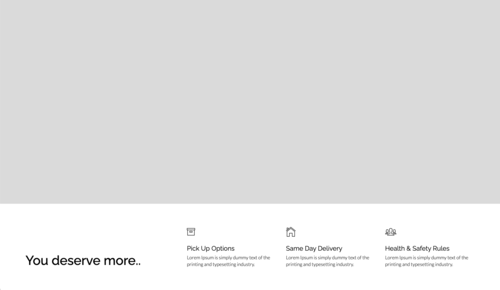 You deserve more..
Pick Up Options
Lorem Ipsum is simply dummy text of the
printing and typesetting industry.
Same Day Delivery
Lorem Ipsum is simply dummy text of the
printing and typesetting industry.
Health & Safety Rules
Lorem Ipsum is simply dummy text of the
printing and typesetting industry.